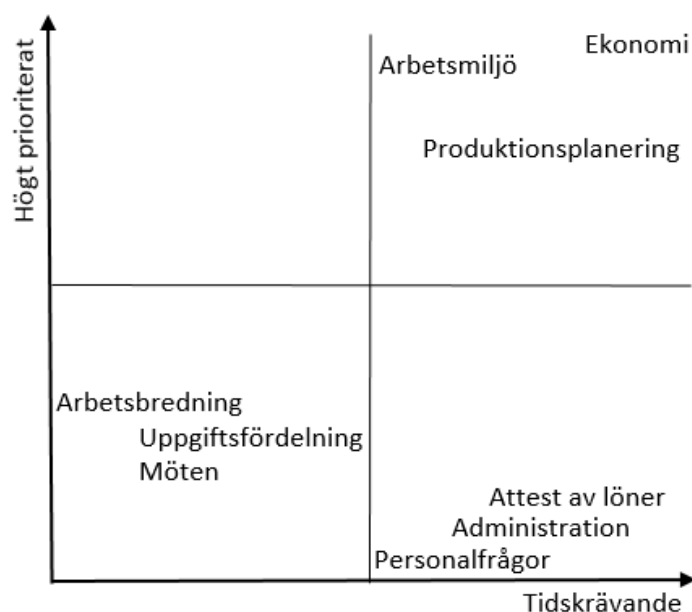 Högt prioriterat
Ekonomi
Arbetsmiljö
Produktionsplanering
Arbetsbredning
Uppgiftsfördelning
Möten
Attest av löner
Administration
Personalfrågor
Tidskrävande